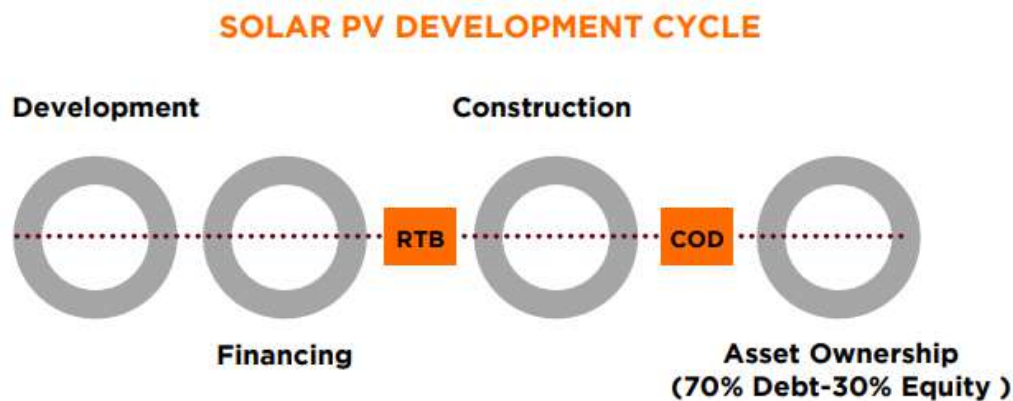 SOLAR PV DEVELOPMENT CYCLE
Development
Construction
RTB
COD
Financing
Asset Ownership
(70% Debt-30% Equity )